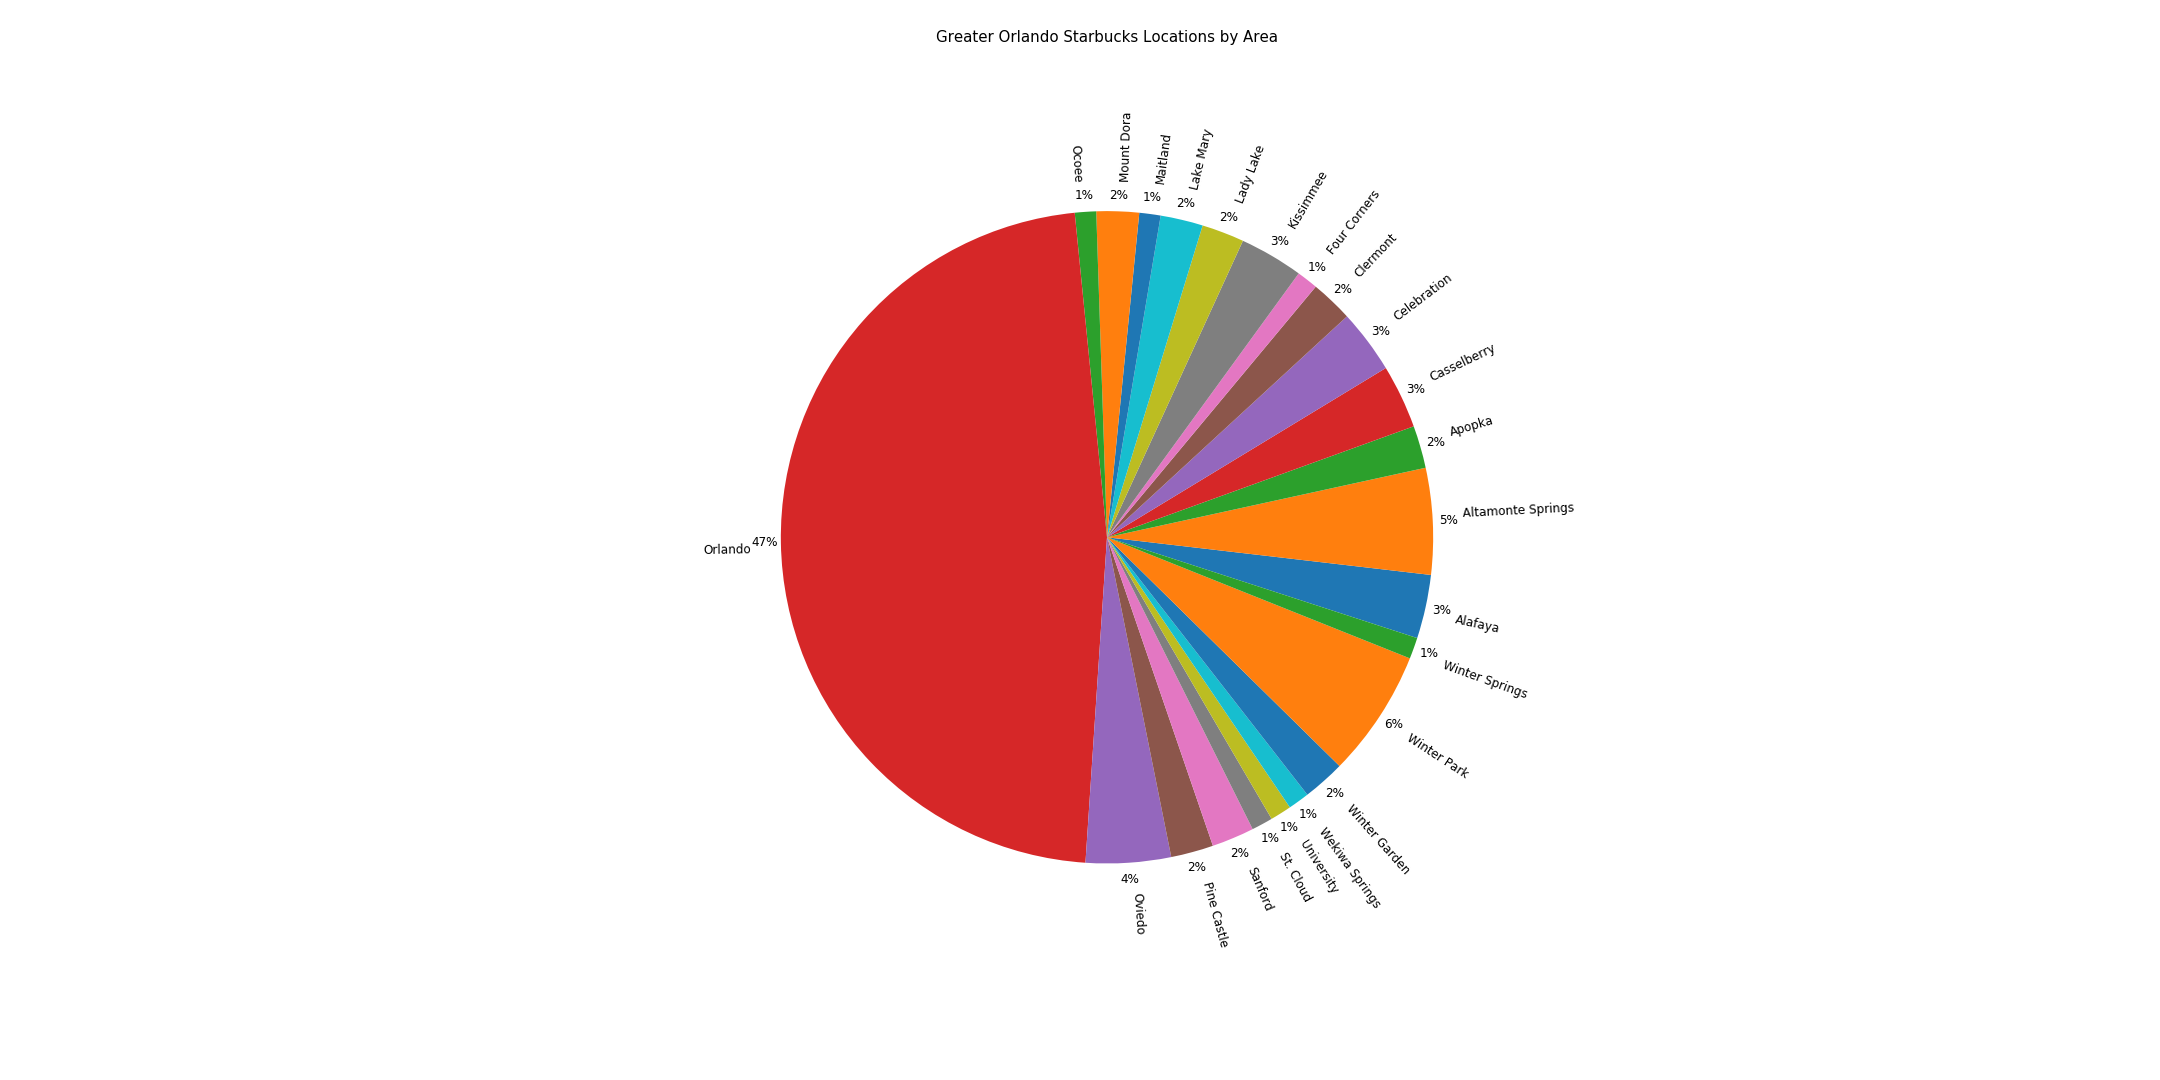 Greater Orlando Starbucks Locations by Area
Ocoee
1%
Mount Dora
2%
Maitland
1%
Lake Mary
2%
Lady Lake
2%
Kissimmee
3%
Four Corners
1%
Clermont
2%
Celebration
3%
Casselberry
3%
Apopka
2%
Altamonte Springs
5%
Alafaya
3%
Winter Springs
1%
Winter Park
6%
Winter Garden
2%
Wekiwa Springs
1%
University
1%
St. Cloud
1%
Sanford
2%
Pine Castle
2%
Oviedo
4%
Orlando
47%